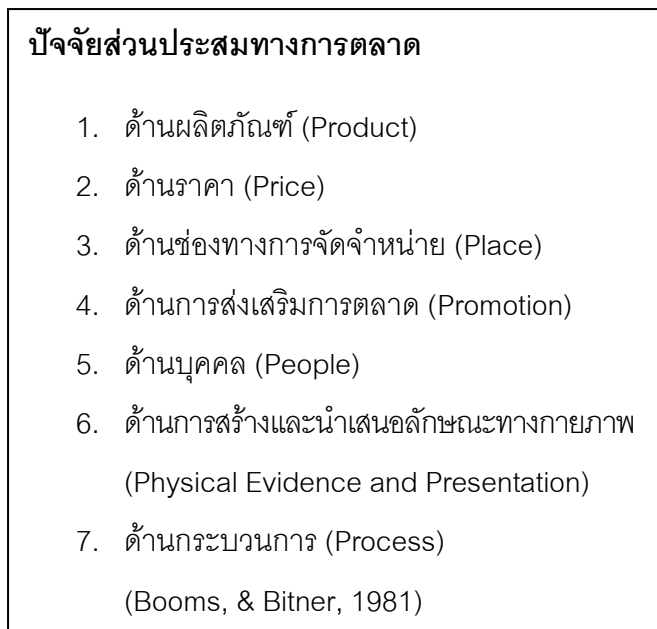 ปัจจัยส่วนประสมทางการตลาด
1. ด้านผลิตภัณฑ์ (Product)
2. ด้านราคา (Price)
3. ด้านช่องทางการจัดจำหน่าย (Place)
4. ด้านการส่งเสริมการตลาด (Promotion)
5. ด้านบุคคล (People)
6. ด้านการสร้างและนำเสนอลักษณะทางกายภาพ
(Physical Evidence and Presentation)
7. ด้านกระบวนการ (Process)
(Booms, & Bitner, 1981)